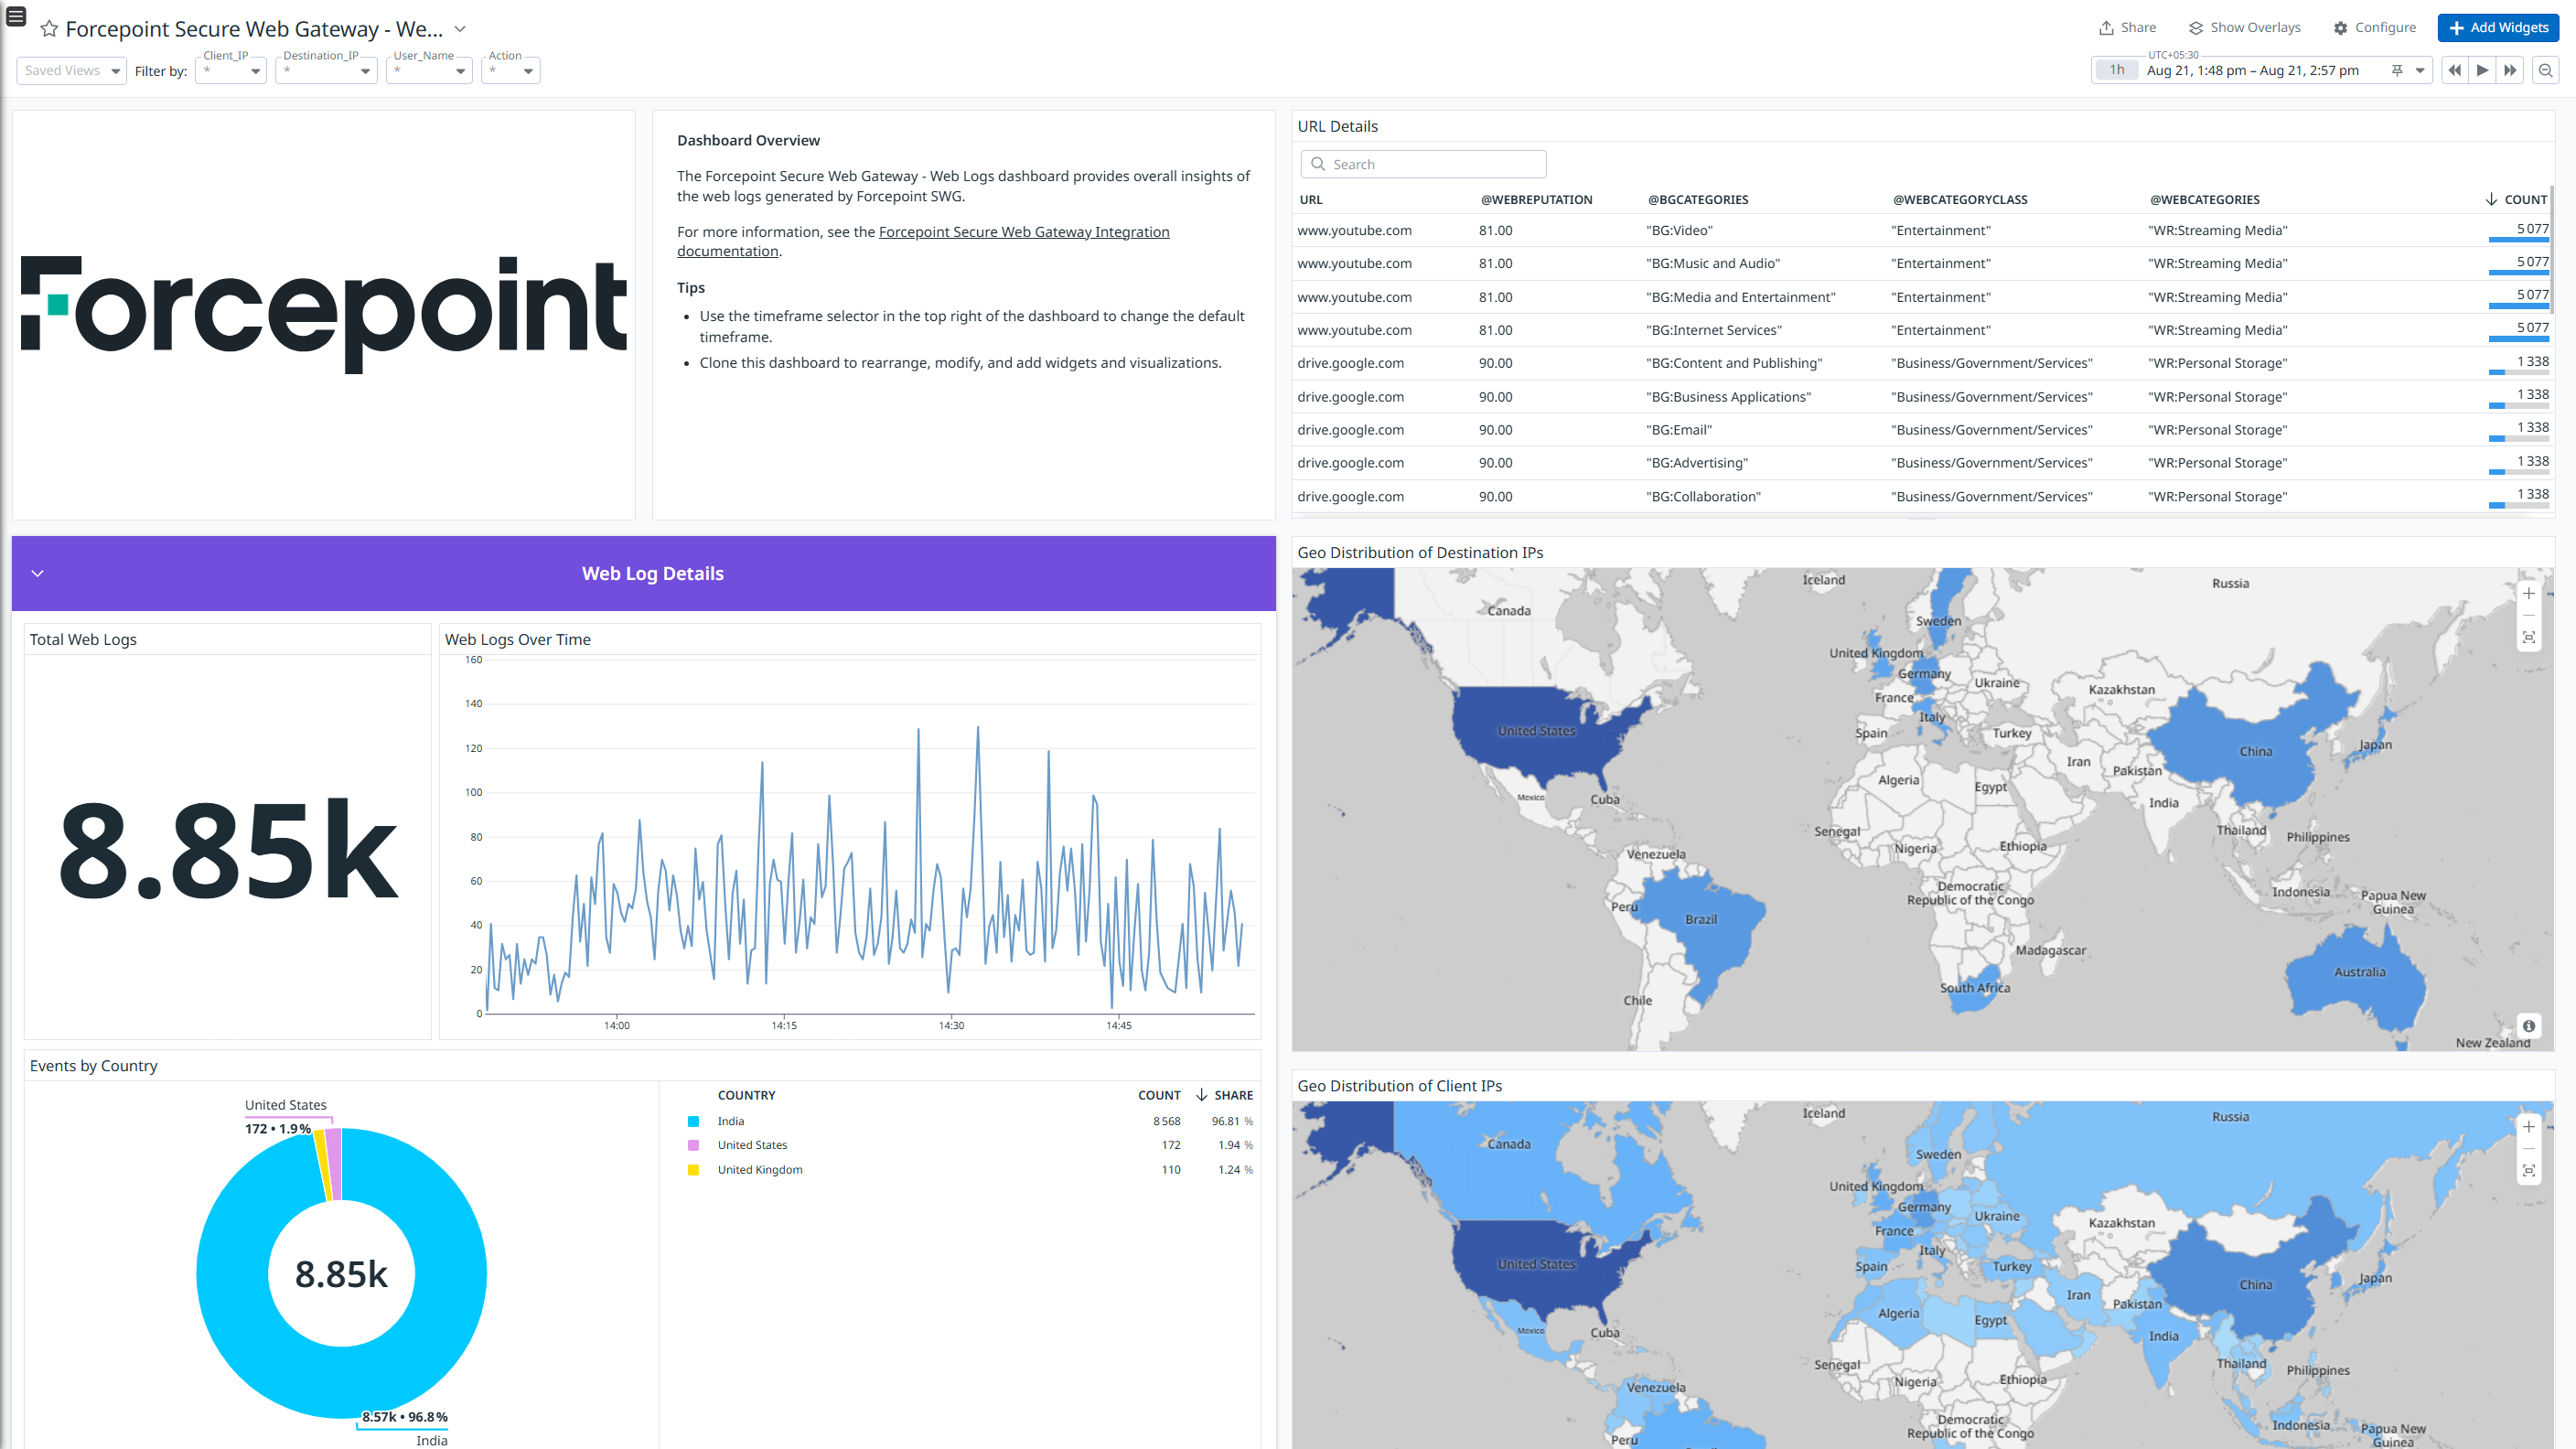 Forcepoint Secure Web Gateway - We...
Share
Show Overlays
Configure
Add Widgets
Saved Views
Filter by:
Client_IP
*
Destination_IP
*
User_Name
*
Action
*
UTC+05:30
1h
Aug 21, 1:48 pm – Aug 21, 2:57 pm
Forcepoint
Dashboard Overview
The Forcepoint Secure Web Gateway - Web Logs dashboard provides overall insights of
the web logs generated by Forcepoint SWG.
For more information, see the Forcepoint Secure Web Gateway Integration
documentation.
Tips
• Use the timeframe selector in the top right of the dashboard to change the default
timeframe.
• Clone this dashboard to rearrange, modify, and add widgets and visualizations.
URL Details
Search
URL @WEBREPUTATION @BGCATEGORIES @WEBCATEGORYCLASS @WEBCATEGORIES COUNT
www.youtube.com 81.00 "BG:Video" "Entertainment" "WR:Streaming Media" 5 077
www.youtube.com 81.00 "BG:Music and Audio" "Entertainment" "WR:Streaming Media" 5 077
www.youtube.com 81.00 "BG:Media and Entertainment" "Entertainment" "WR:Streaming Media" 5 077
www.youtube.com 81.00 "BG:Internet Services" "Entertainment" "WR:Streaming Media" 5 077
drive.google.com 90.00 "BG:Content and Publishing" "Business/Government/Services" "WR:Personal Storage" 1 338
drive.google.com 90.00 "BG:Business Applications" "Business/Government/Services" "WR:Personal Storage" 1 338
drive.google.com 90.00 "BG:Email" "Business/Government/Services" "WR:Personal Storage" 1 338
drive.google.com 90.00 "BG:Advertising" "Business/Government/Services" "WR:Personal Storage" 1 338
drive.google.com 90.00 "BG:Collaboration" "Business/Government/Services" "WR:Personal Storage" 1 338
Web Log Details
Total Web Logs
8.85k
Web Logs Over Time
160
140
120
100
80
60
40
20
0
14:00 14:15 14:30 14:45
Events by Country
United States
172 • 1.9%
8.85k
8.57k • 96.8%
India
COUNTRY COUNT SHARE
India 8 568 96.81 %
United States 172 1.94 %
United Kingdom 110 1.24 %
Geo Distribution of Destination IPs
Iceland
Russia
Canada
Sweden
United Kingdom
Germany
Ukraine
Kazakhstan
France
Italy
United States
Spain
Turkey
China
Japan
Iran
Pakistan
Algeria
Egypt
Mexico
Cuba
India
Senegal
Thailand
Philippines
Nigeria
Ethiopia
Venezuela
Democratic
Republic of the Congo
Indonesia
Papua New
Guinea
Peru
Brazil
Madagascar
Australia
South Africa
Chile
New Zealand
Geo Distribution of Client IPs
Iceland
Russia
Canada
Sweden
United Kingdom
Germany
Ukraine
Kazakhstan
France
Italy
United States
Spain
Turkey
China
Japan
Iran
Pakistan
Algeria
Egypt
Mexico
Cuba
India
Senegal
Thailand
Philippines
Nigeria
Ethiopia
Venezuela
Democratic
Republic of the Congo
Indonesia
Papua New
Guinea
Peru